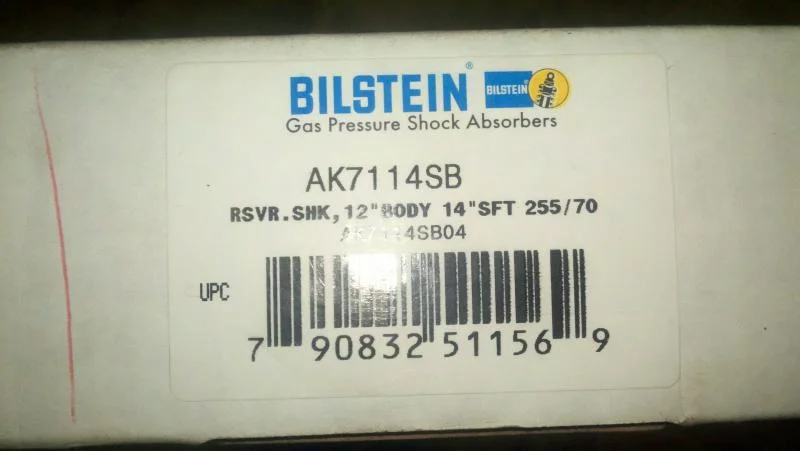 BILSTEIN® BILSTEIN
Gas Pressure Shock Absorbers
AK7114SB
RSVR.SHK,12"BODY 14"SFT 255/70
AK7114SB04
UPC
7 90832 51156 9